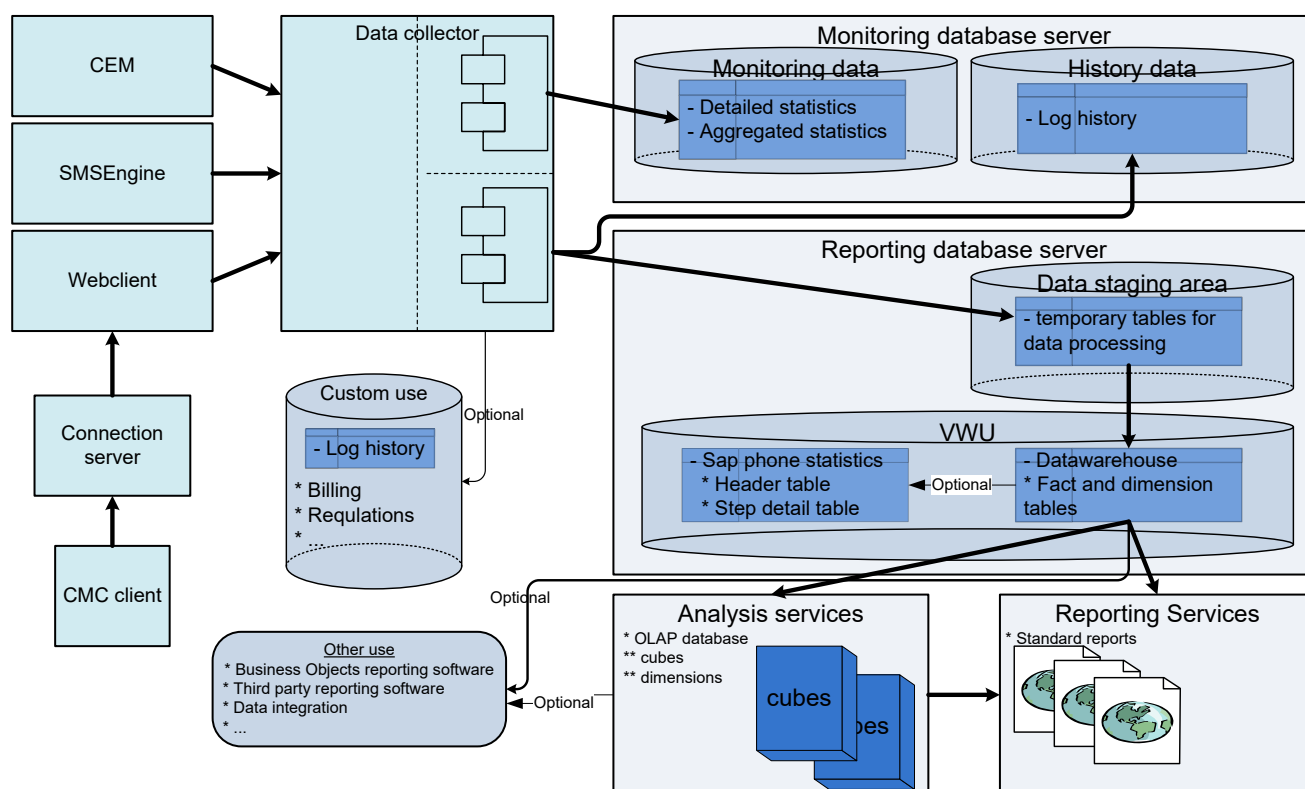 CEM
SMSEngine
Webclient
Connection
server
CMC client
Data collector
Monitoring database server
Monitoring data
- Detailed statistics
- Aggregated statistics
History data
- Log history
Reporting database server
Data staging area
- temporary tables for
data processing
Custom use
- Log history
* Billing
* Requlations
* ...
Optional
VWU
- Sap phone statistics
* Header table
* Step detail table
Optional
- Datawarehouse
* Fact and dimension
tables
Optional
Other use
* Business Objects reporting software
* Third party reporting software
* Data integration
* ...
Optional
Analysis services
* OLAP database
** cubes
** dimensions
cubes
bes
Reporting Services
* Standard reports